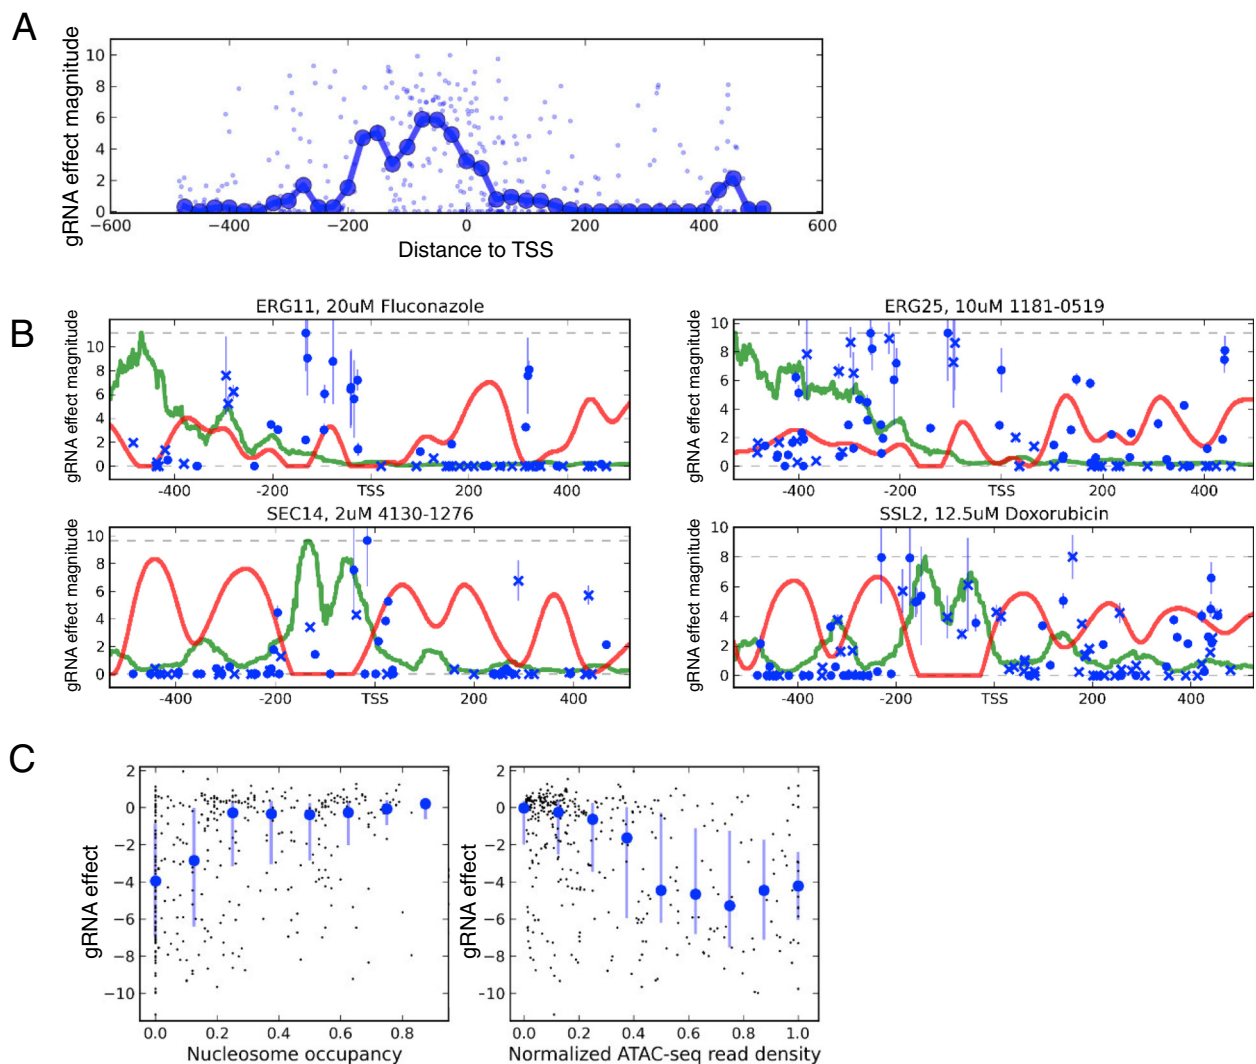 A
gRNA effect magnitude
10
8
6
4
2
0
−600 −400 −200 0 200 400 600
Distance to TSS
B
ERG11, 20uM Fluconazole
gRNA effect magnitude
10
8
6
4
2
0
-400 -200 TSS 200 400
ERG25, 10uM 1181-0519
gRNA effect magnitude
10
8
6
4
2
0
-400 -200 TSS 200 400
SEC14, 2uM 4130-1276
gRNA effect magnitude
10
8
6
4
2
0
-400 -200 TSS 200 400
SSL2, 12.5uM Doxorubicin
gRNA effect magnitude
10
8
6
4
2
0
-400 -200 TSS 200 400
C
gRNA effect
2
0
−2
−4
−6
−8
−10
0.0 0.2 0.4 0.6 0.8
Nucleosome occupancy
gRNA effect
2
0
−2
−4
−6
−8
−10
0.0 0.2 0.4 0.6 0.8 1.0
Normalized ATAC-seq read density